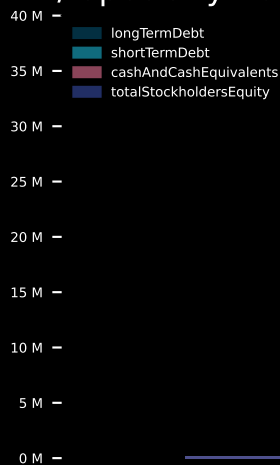 40 M
longTermDebt
shortTermDebt
35 M
cashAndCashEquivalents
totalStockholdersEquity
30 M
25 M
20 M
15 M
10 M
5 M
0 M